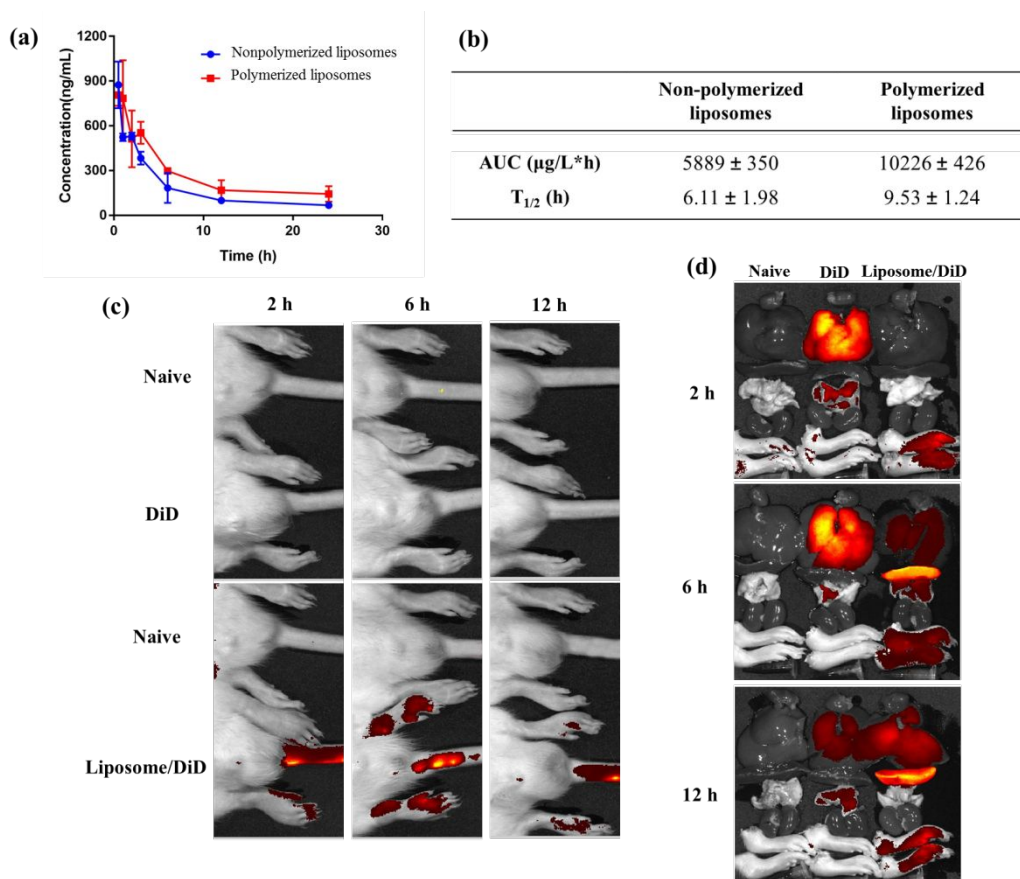 (a)
1200
900
600
300
0
Concentration(ng/mL)
Nonpolymerized liposomes
Polymerized liposomes
0 10 20 30
Time (h)
(b)
Non-polymerized liposomes
Polymerized liposomes
AUC (µg/L*h) 5889 ± 350 10226 ± 426
T1/2 (h) 6.11 ± 1.98 9.53 ± 1.24
(c)
2 h 6 h 12 h
Naive
DiD
Naive
Liposome/DiD
(d)
Naive DiD Liposome/DiD
2 h
6 h
12 h